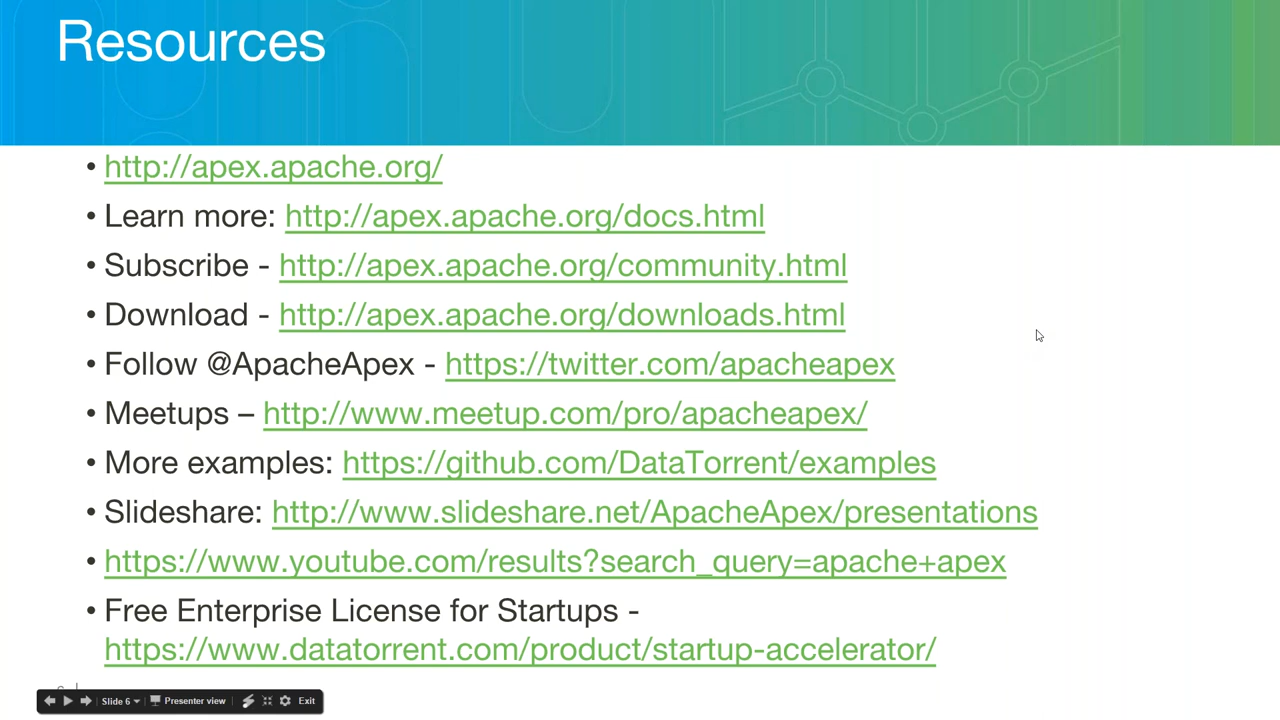 Resources
• http://apex.apache.org/
• Learn more: http://apex.apache.org/docs.html
• Subscribe - http://apex.apache.org/community.html
• Download - http://apex.apache.org/downloads.html
• Follow @ApacheApex - https://twitter.com/apacheapex
• Meetups – http://www.meetup.com/pro/apacheapex/
• More examples: https://github.com/DataTorrent/examples
• Slideshare: http://www.slideshare.net/ApacheApex/presentations
• https://www.youtube.com/results?search_query=apache+apex
• Free Enterprise License for Startups -
https://www.datatorrent.com/product/startup-accelerator/
Slide 6 Presenter view Exit